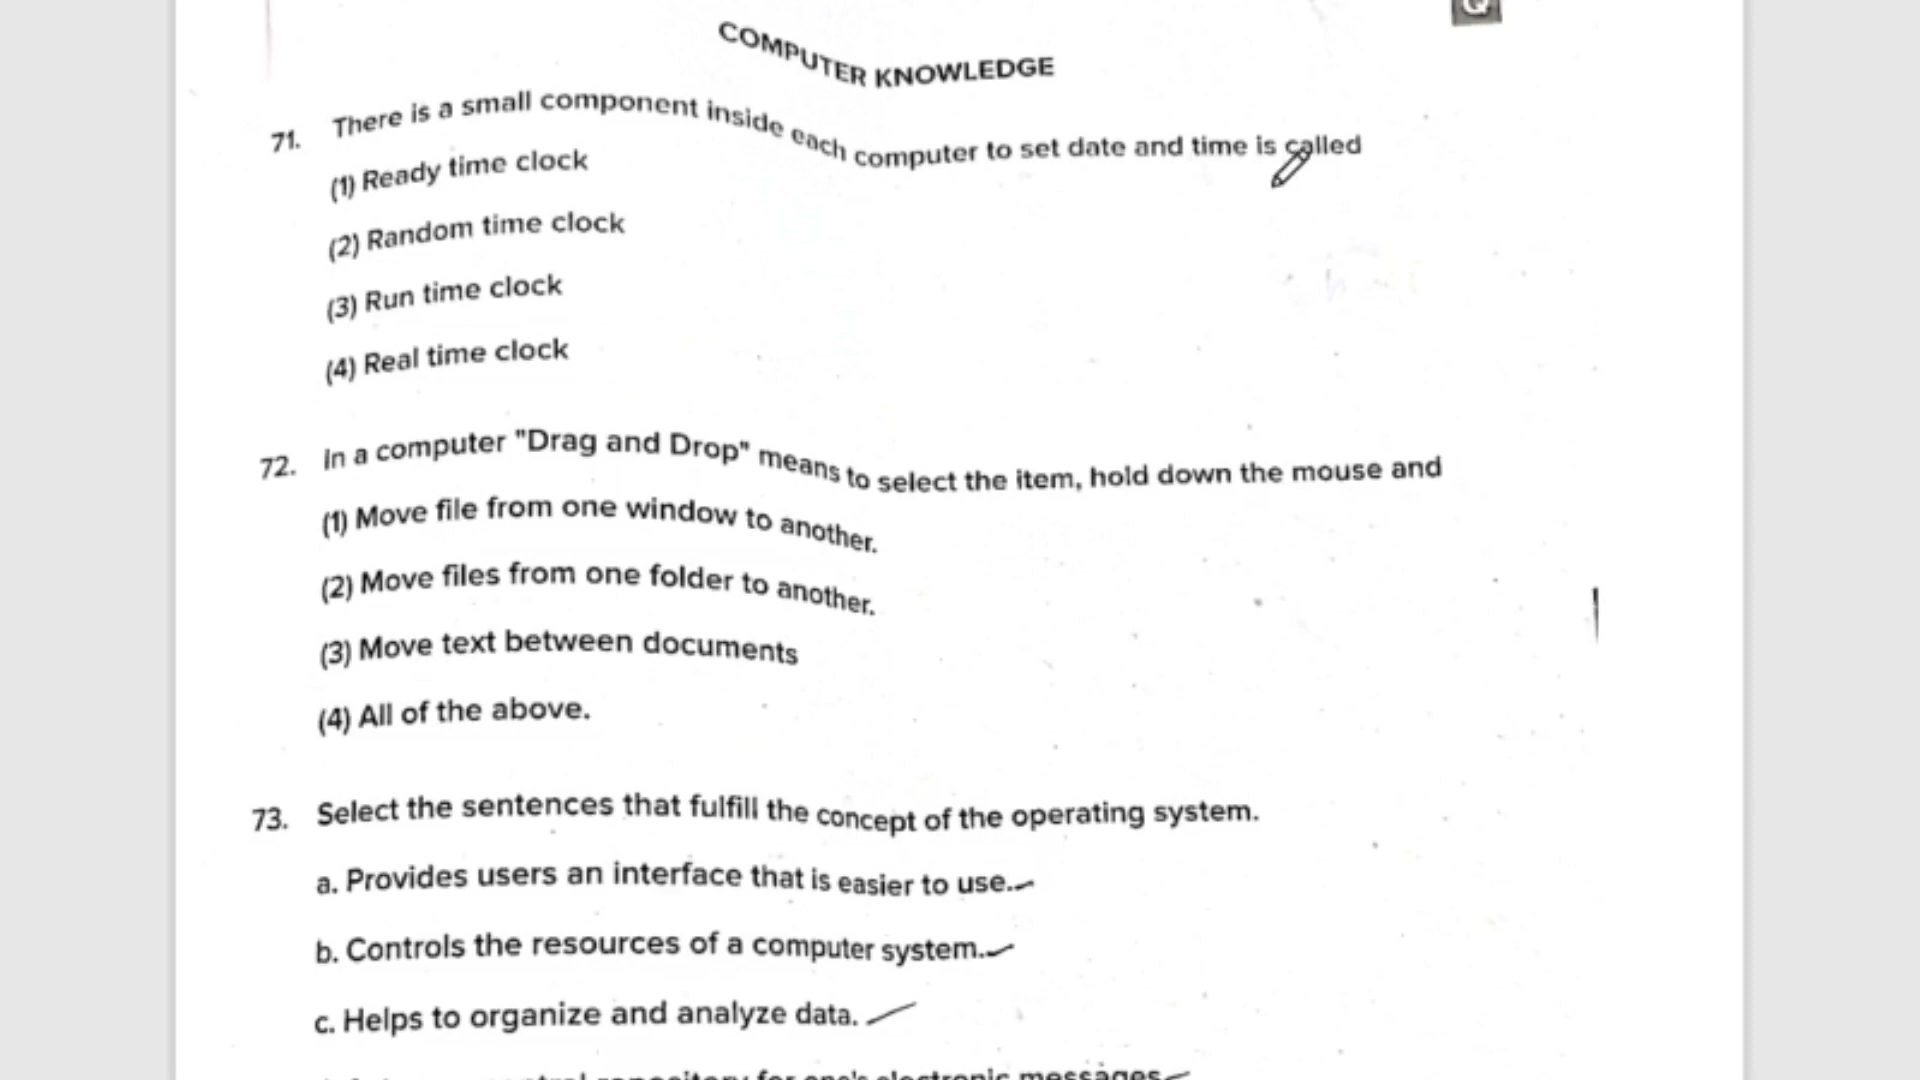 COMPUTER KNOWLEDGE
71. There is a small component inside each computer to set date and time is called
(1) Ready time clock
(2) Random time clock
(3) Run time clock
(4) Real time clock
72. In a computer "Drag and Drop" means to select the item, hold down the mouse and
(1) Move file from one window to another.
(2) Move files from one folder to another.
(3) Move text between documents
(4) All of the above.
73. Select the sentences that fulfill the concept of the operating system.
a. Provides users an interface that is easier to use.
b. Controls the resources of a computer system.
c. Helps to organize and analyze data.
repository for one's electronic messages